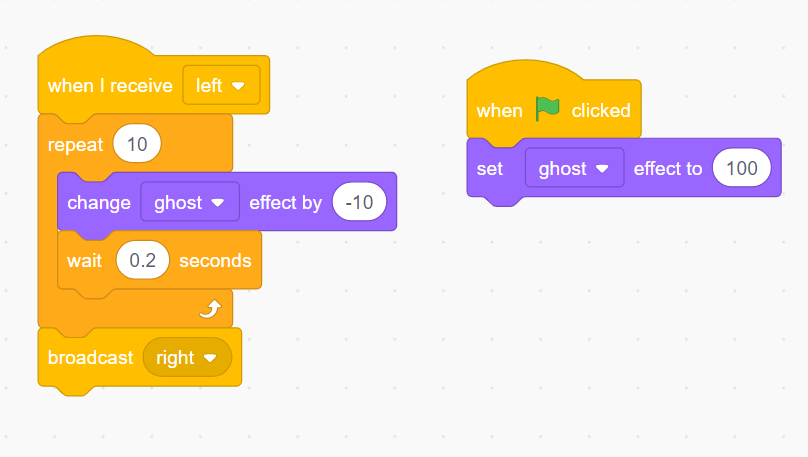 when I receive left
repeat 10
change ghost effect by -10
wait 0.2 seconds
broadcast right
when clicked
set ghost effect to 100